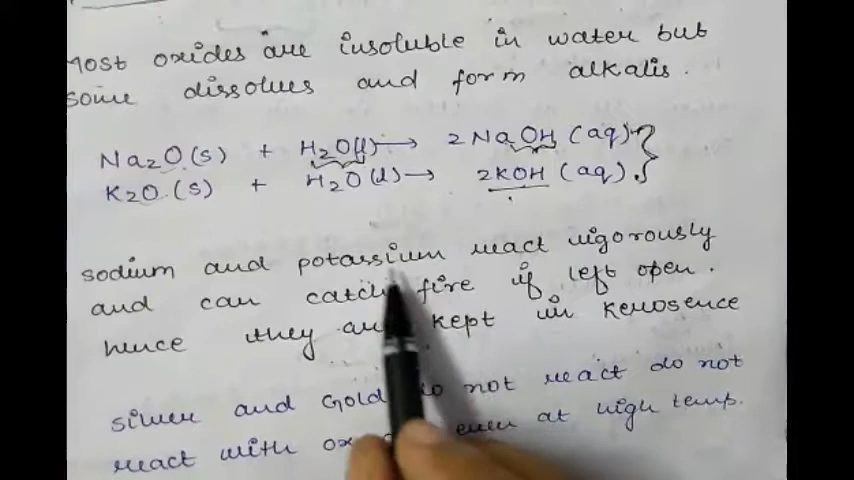 Most oxides are insoluble in water but
some dissolves and form alkalis.
Na2O(s) + H2O(l) → 2NaOH (aq)
K2O (s) + H2O(l) → 2KOH (aq).
sodium and potassium react vigorously
and can catch fire if left open.
hence they are kept in kerosence
silver and Gold do not react do not
react with even at high temp.